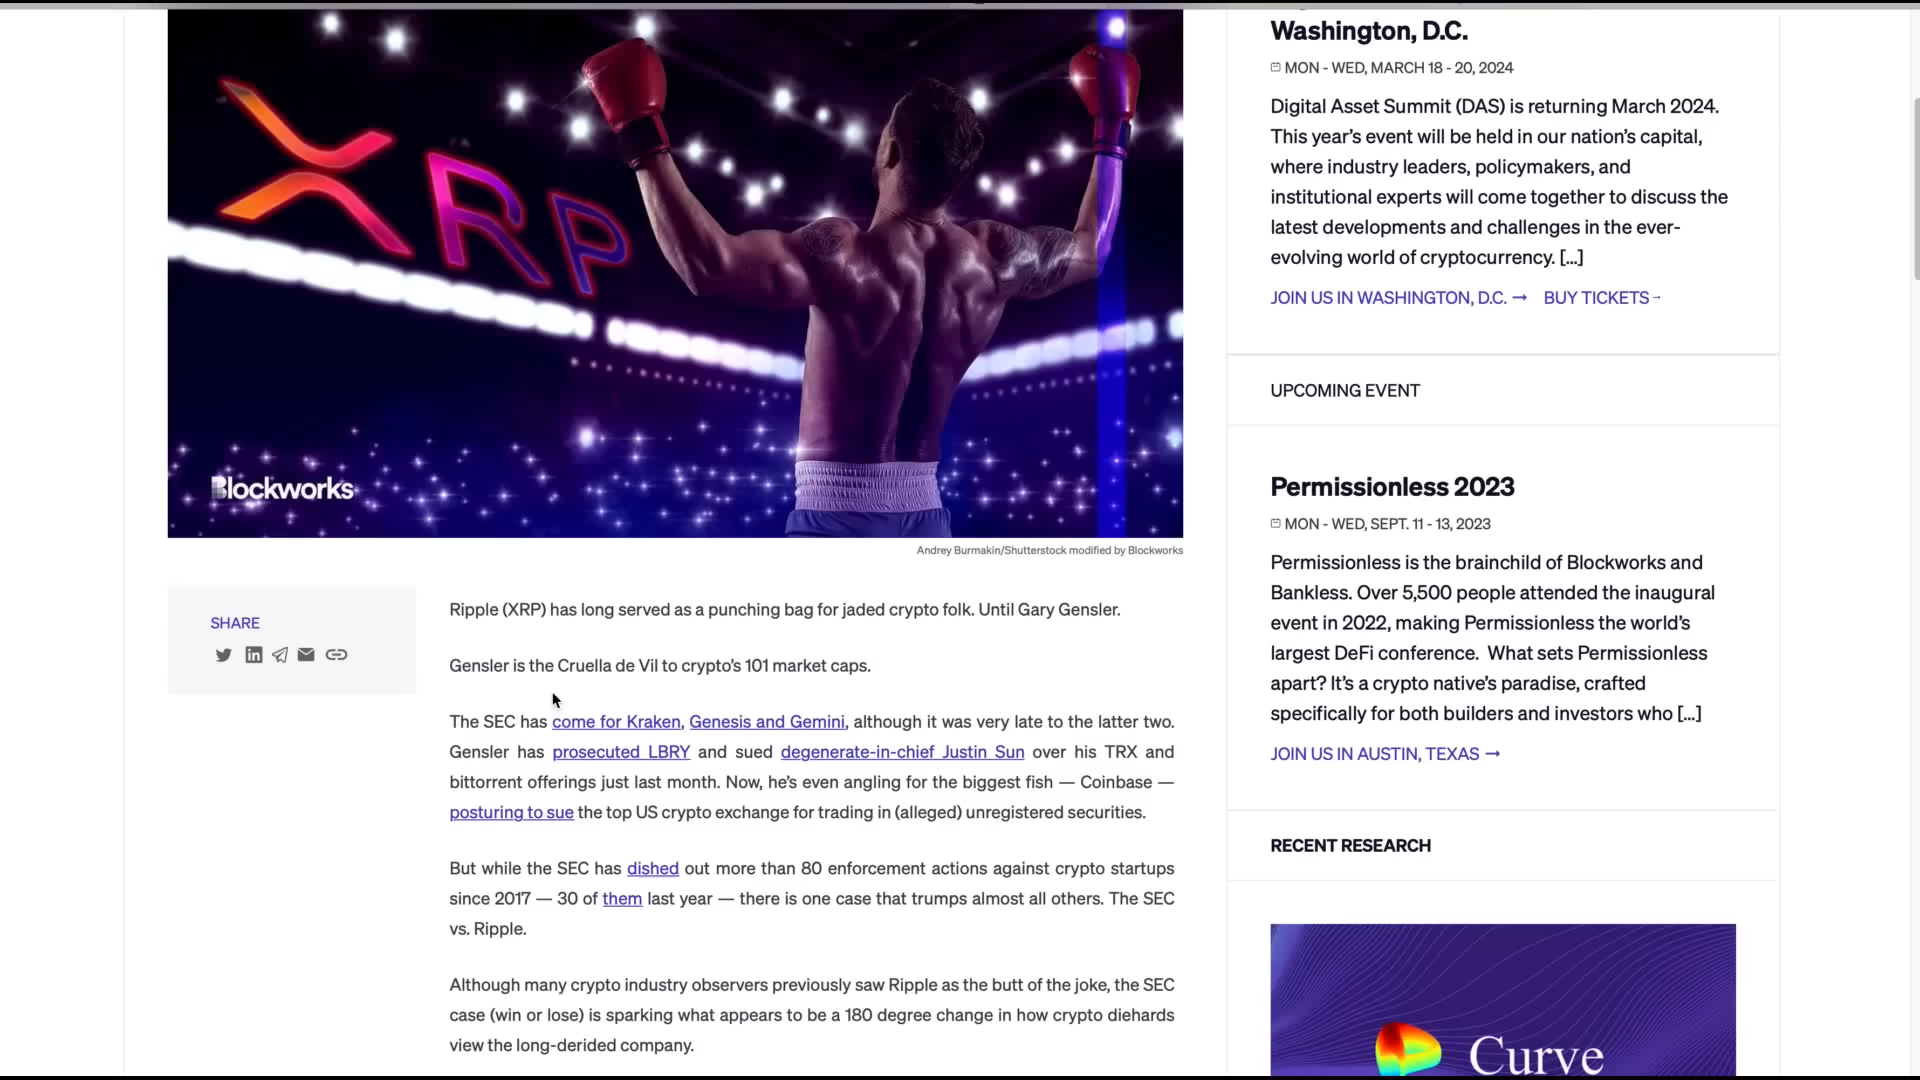 XRP
Blockworks
Andrey Burmakin/Shutterstock modified by Blockworks
SHARE
Ripple (XRP) has long served as a punching bag for jaded crypto folk. Until Gary Gensler.
Gensler is the Cruella de Vil to crypto’s 101 market caps.
The SEC has come for Kraken, Genesis and Gemini, although it was very late to the latter two.
Gensler has prosecuted LBRY and sued degenerate-in-chief Justin Sun over his TRX and
bittorrent offerings just last month. Now, he’s even angling for the biggest fish — Coinbase —
posturing to sue the top US crypto exchange for trading in (alleged) unregistered securities.
But while the SEC has dished out more than 80 enforcement actions against crypto startups
since 2017 — 30 of them last year — there is one case that trumps almost all others. The SEC
vs. Ripple.
Although many crypto industry observers previously saw Ripple as the butt of the joke, the SEC
case (win or lose) is sparking what appears to be a 180 degree change in how crypto diehards
view the long-derided company.
Washington, D.C.
MON - WED, MARCH 18 - 20, 2024
Digital Asset Summit (DAS) is returning March 2024.
This year’s event will be held in our nation’s capital,
where industry leaders, policymakers, and
institutional experts will come together to discuss the
latest developments and challenges in the ever-
evolving world of cryptocurrency. [...]
JOIN US IN WASHINGTON, D.C. → BUY TICKETS→
UPCOMING EVENT
Permissionless 2023
MON - WED, SEPT. 11 - 13, 2023
Permissionless is the brainchild of Blockworks and
Bankless. Over 5,500 people attended the inaugural
event in 2022, making Permissionless the world’s
largest DeFi conference.  What sets Permissionless
apart? It’s a crypto native’s paradise, crafted
specifically for both builders and investors who [...]
JOIN US IN AUSTIN, TEXAS →
RECENT RESEARCH
Curve